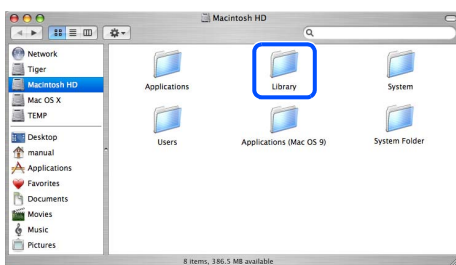 Macintosh HD
Network
Tiger
Macintosh HD
Mac OS X
TEMP
Desktop
manual
Applications
Favorites
Documents
Movies
Music
Pictures
Applications
Library
System
Users
Applications (Mac OS 9)
System Folder
8 items, 386.5 MB available